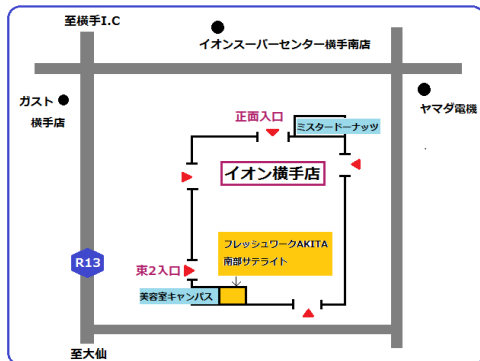 至横手I.C
イオンスーパーセンター横手南店
ガスト
横手店
ヤマダ電機
正面入口
ミスタードーナッツ
イオン横手店
R13
東2入口
フレッシュワークAKITA
南部サテライト
美容室キャンパス
至大仙